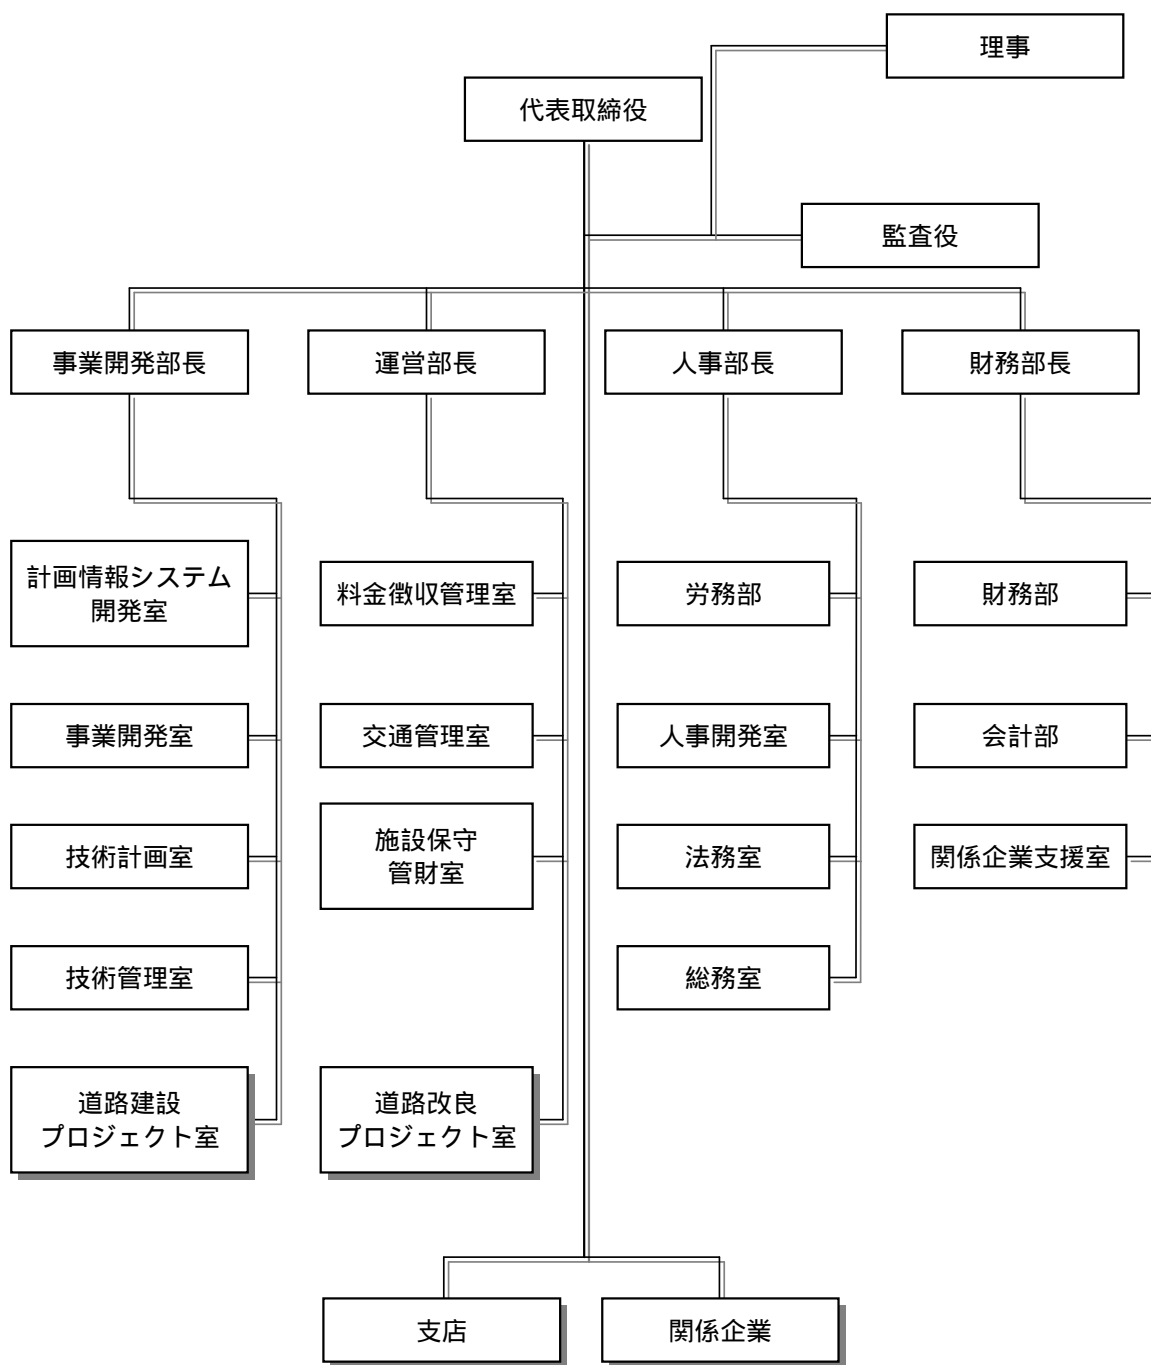 理事
代表取締役
監査役
事業開発部長
運営部長
人事部長
財務部長
計画情報システム
開発室
料金徴収管理室
労務部
財務部
事業開発室
交通管理室
人事開発室
会計部
技術計画室
施設保守
管財室
法務室
関係企業支援室
技術管理室
総務室
道路建設
プロジェクト室
道路改良
プロジェクト室
支店
関係企業